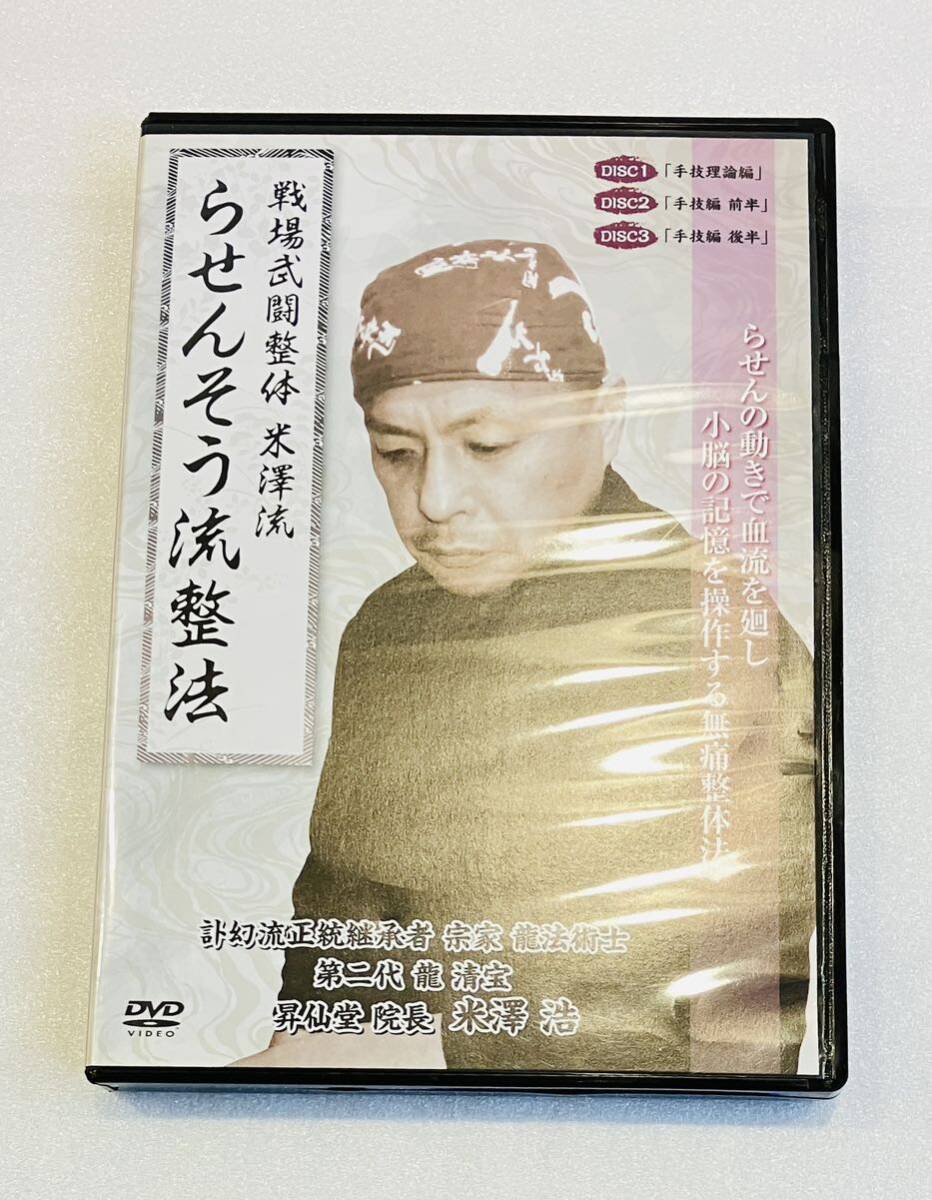 戦場武闘整体 米澤流
らせんそう流整法
DISC1「手技理論編」
DISC2「手技編 前半」
DISC3「手技編 後半」
らせんの動きで血流を廻し
小脳の記憶を操作する無痛整体法
訃幻流正統継承者 宗家 龍法術士
第二代 龍 清宝
昇仙堂 院長 米澤 浩
DVD
VIDEO